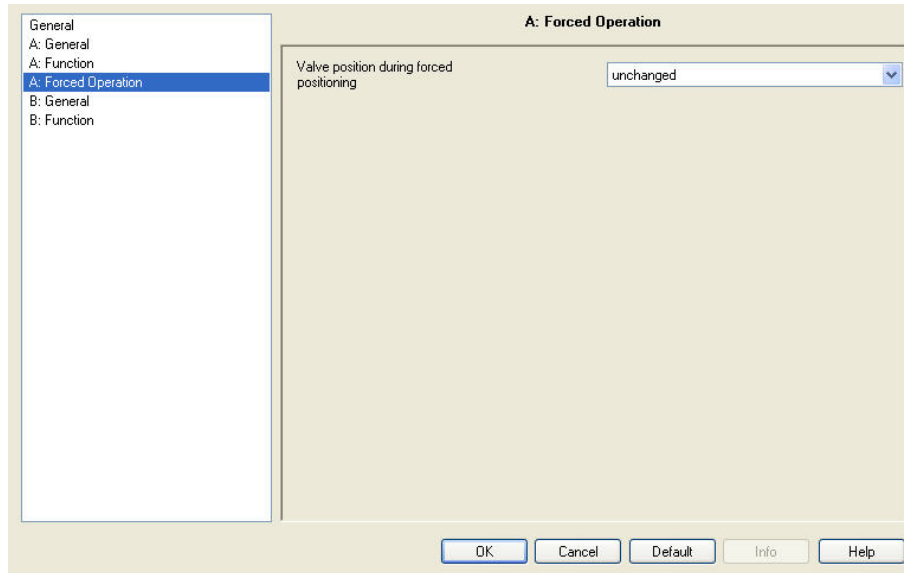 General
A: General
A: Function
A: Forced Operation
B: General
B: Function
A: Forced Operation
Valve position during forced
positioning
unchanged
OK
Cancel
Default
Info
Help